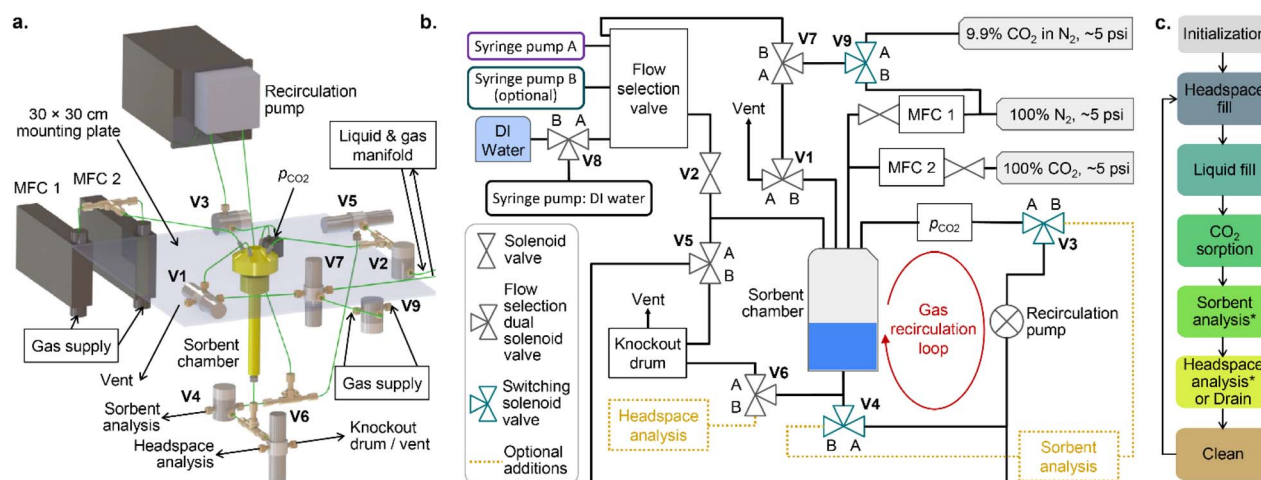 a.
Recirculation
pump
30 × 30 cm
mounting plate
Liquid & gas
manifold
MFC 1
MFC 2
V3
pCO2
V5
V1
V7
V2
V9
Gas supply
Vent
Sorbent
chamber
Gas supply
V4
Sorbent
analysis
V6
Headspace
analysis
Knockout
drum / vent
b.
Syringe pump A
Syringe pump B
(optional)
DI
Water
B
A
V8
Syringe pump: DI water
Flow
selection
valve
V7
B
A
V9
A
B
9.9% CO2 in N2, ~5 psi
MFC 1
100% N2, ~5 psi
MFC 2
100% CO2, ~5 psi
Vent
V1
A
B
V2
V5
A
B
pCO2
A
B
V3
Solenoid
valve
Flow
selection
dual
solenoid
valve
Switching
solenoid
valve
Optional
additions
Vent
Knockout
drum
Sorbent
chamber
Gas
recirculation
loop
Recirculation
pump
A
V6
B
Headspace
analysis
V4
B
A
Sorbent
analysis
c.
Initialization
Headspace
fill
Liquid fill
CO2
sorption
Sorbent
analysis*
Headspace
analysis*
or Drain
Clean